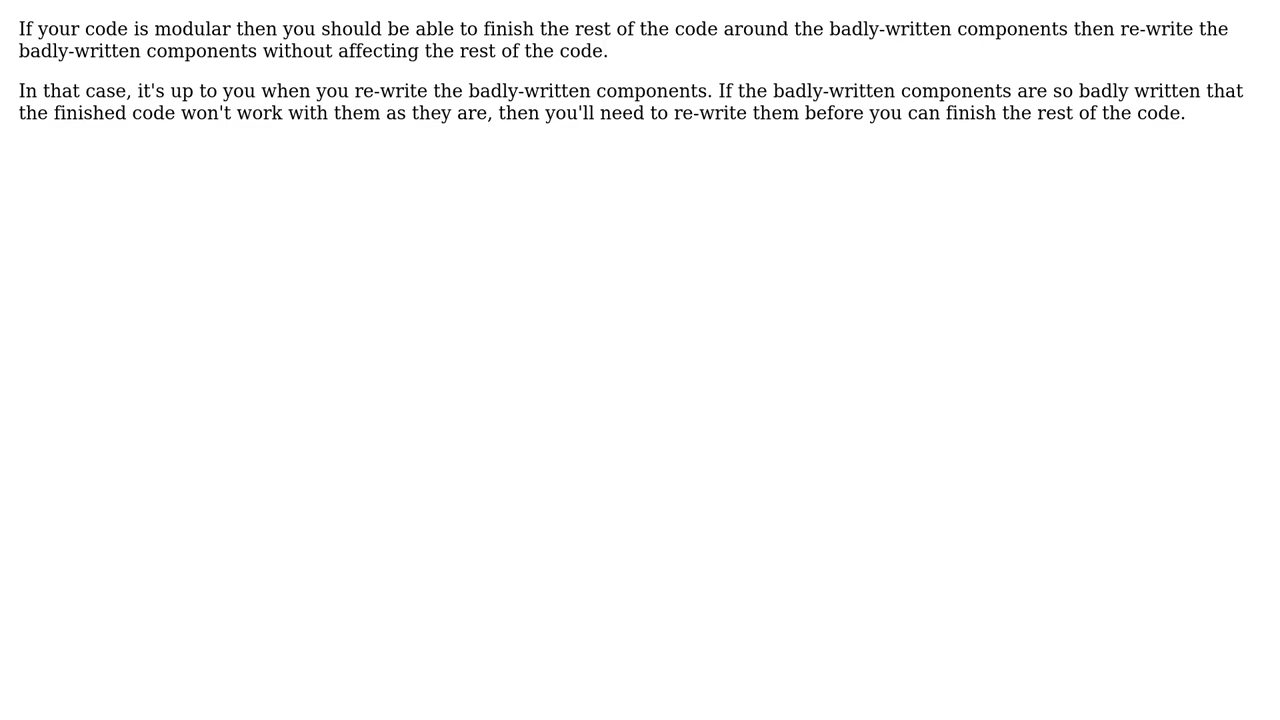 If your code is modular then you should be able to finish the rest of the code around the badly-written components then re-write the
badly-written components without affecting the rest of the code.
In that case, it's up to you when you re-write the badly-written components. If the badly-written components are so badly written that
the finished code won't work with them as they are, then you'll need to re-write them before you can finish the rest of the code.